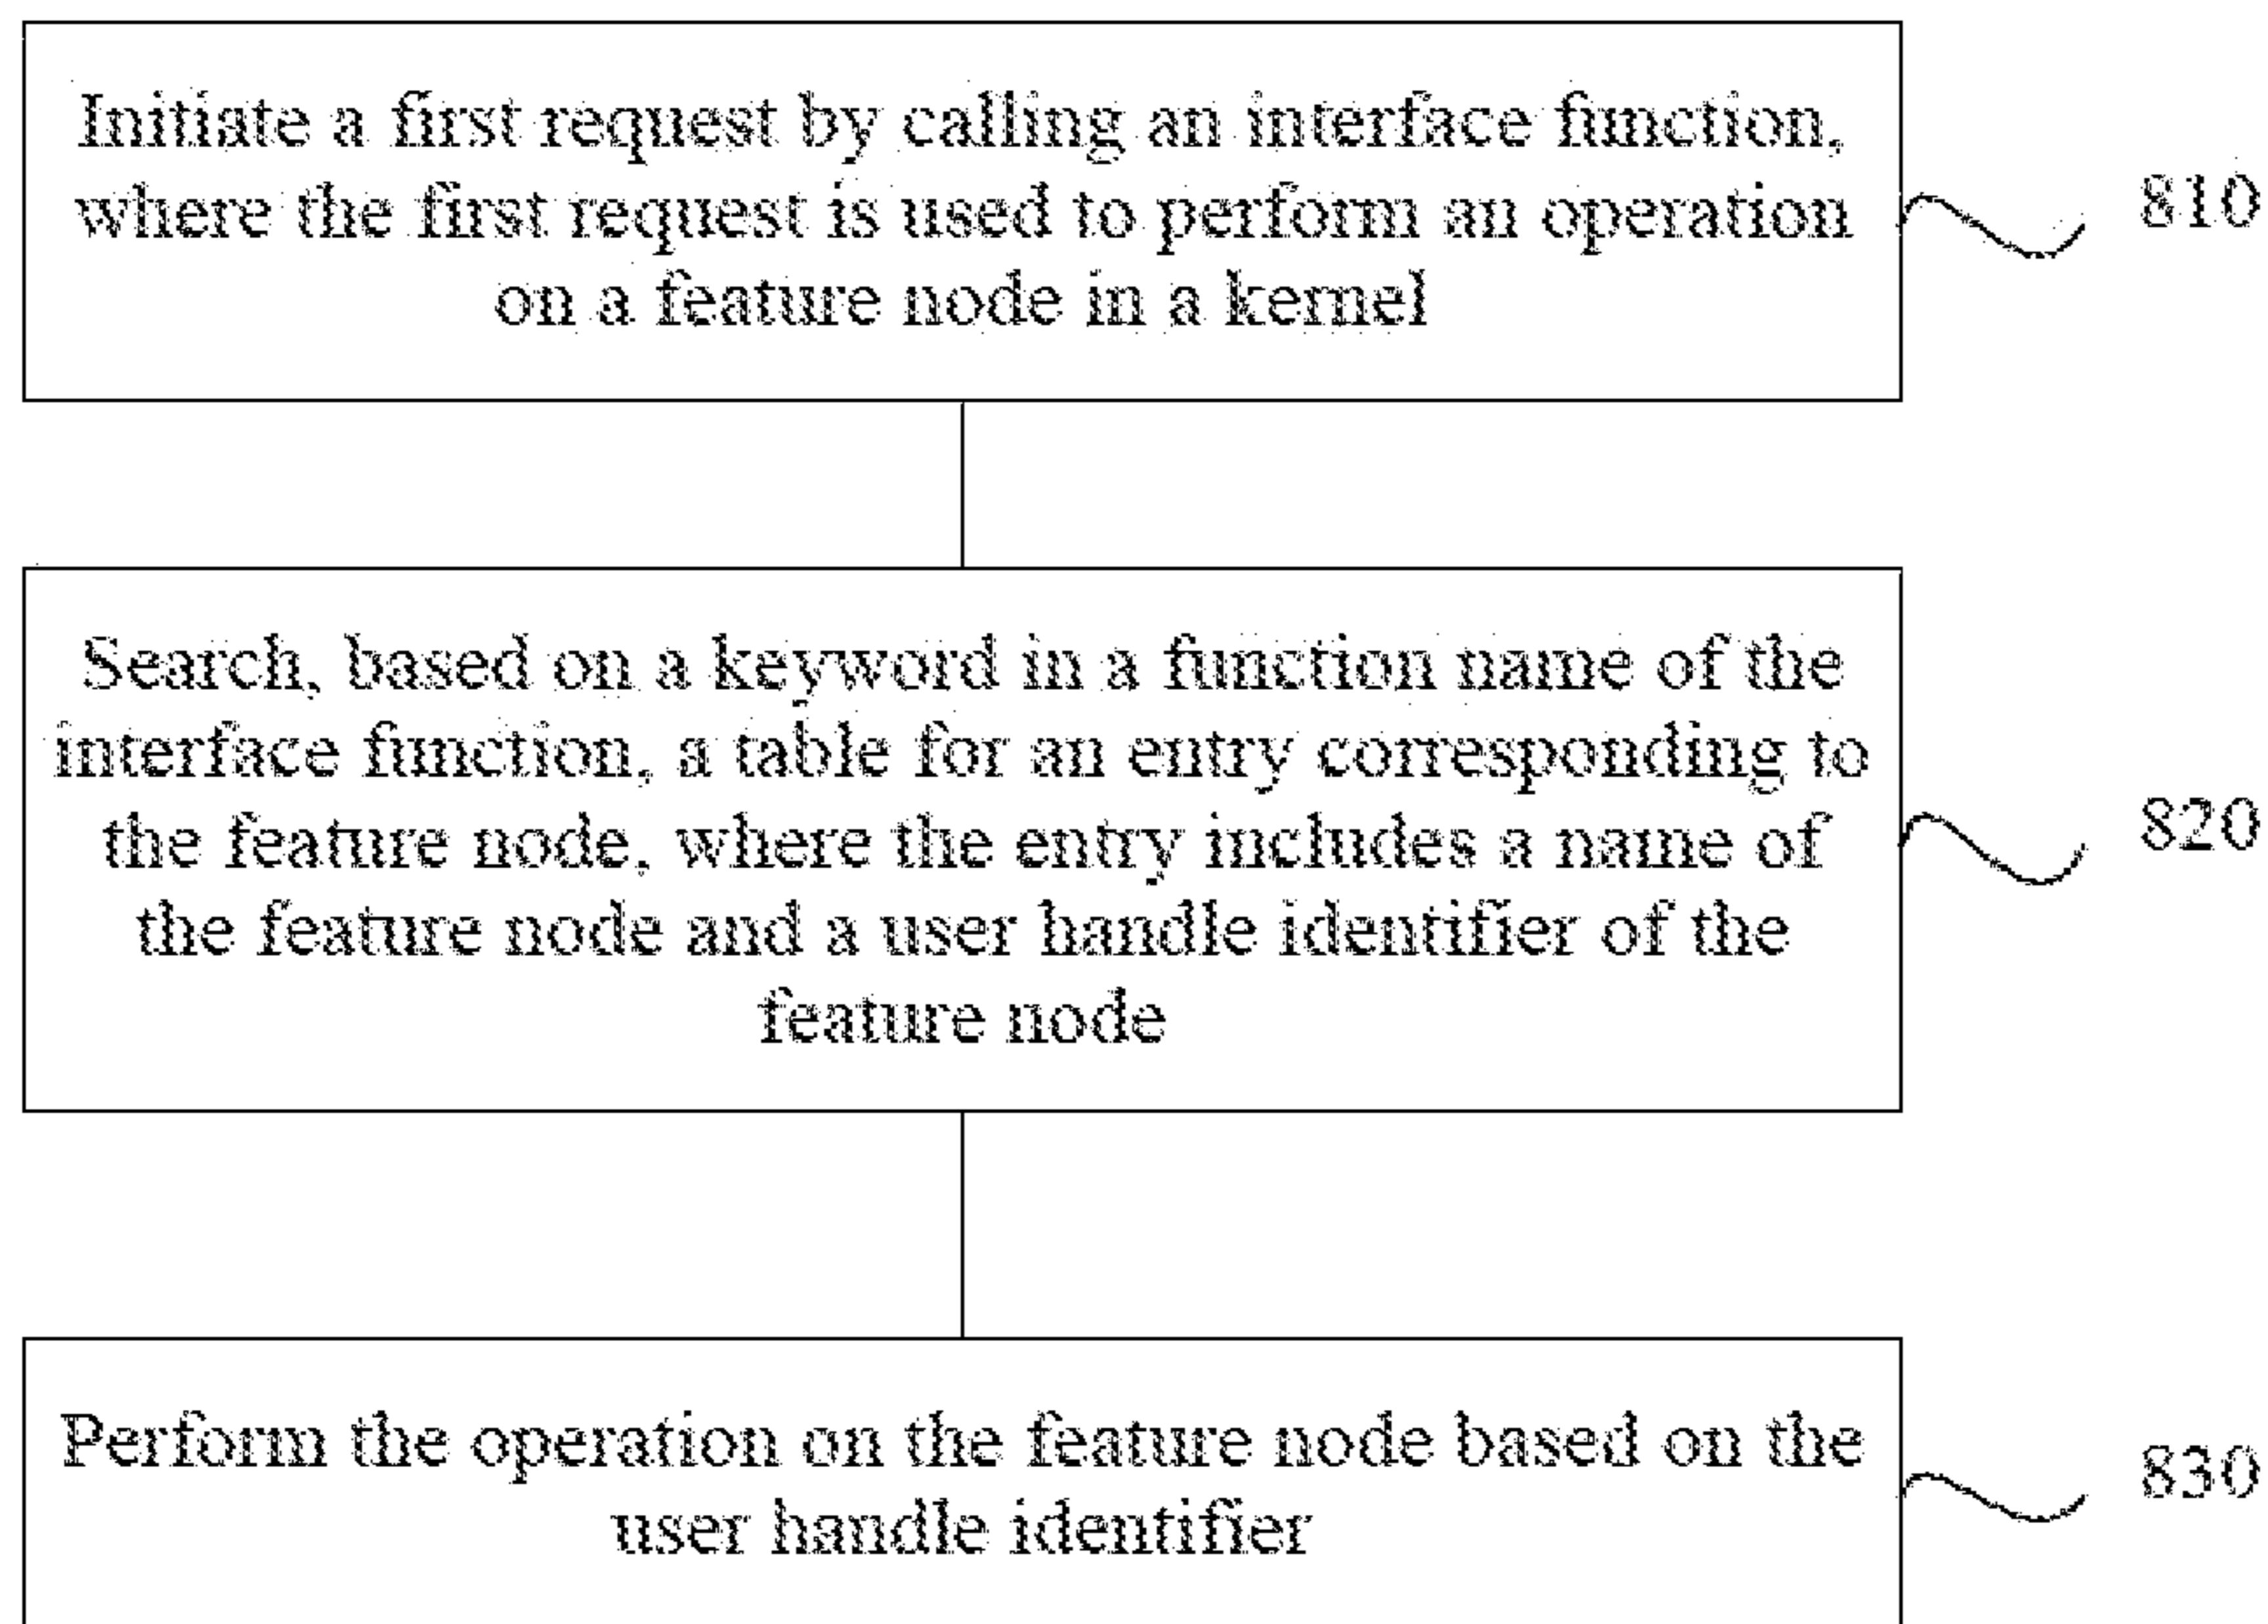 Initiate a first request by calling an interface function,
where the first request is used to perform an operation
on a feature node in a kernel
810
Search, based on a keyword in a function name of the
interface function, a table for an entry corresponding to
the feature node, where the entry includes a name of
the feature node and a user handle identifier of the
feature node
820
Perform the operation on the feature node based on the
user handle identifier
830